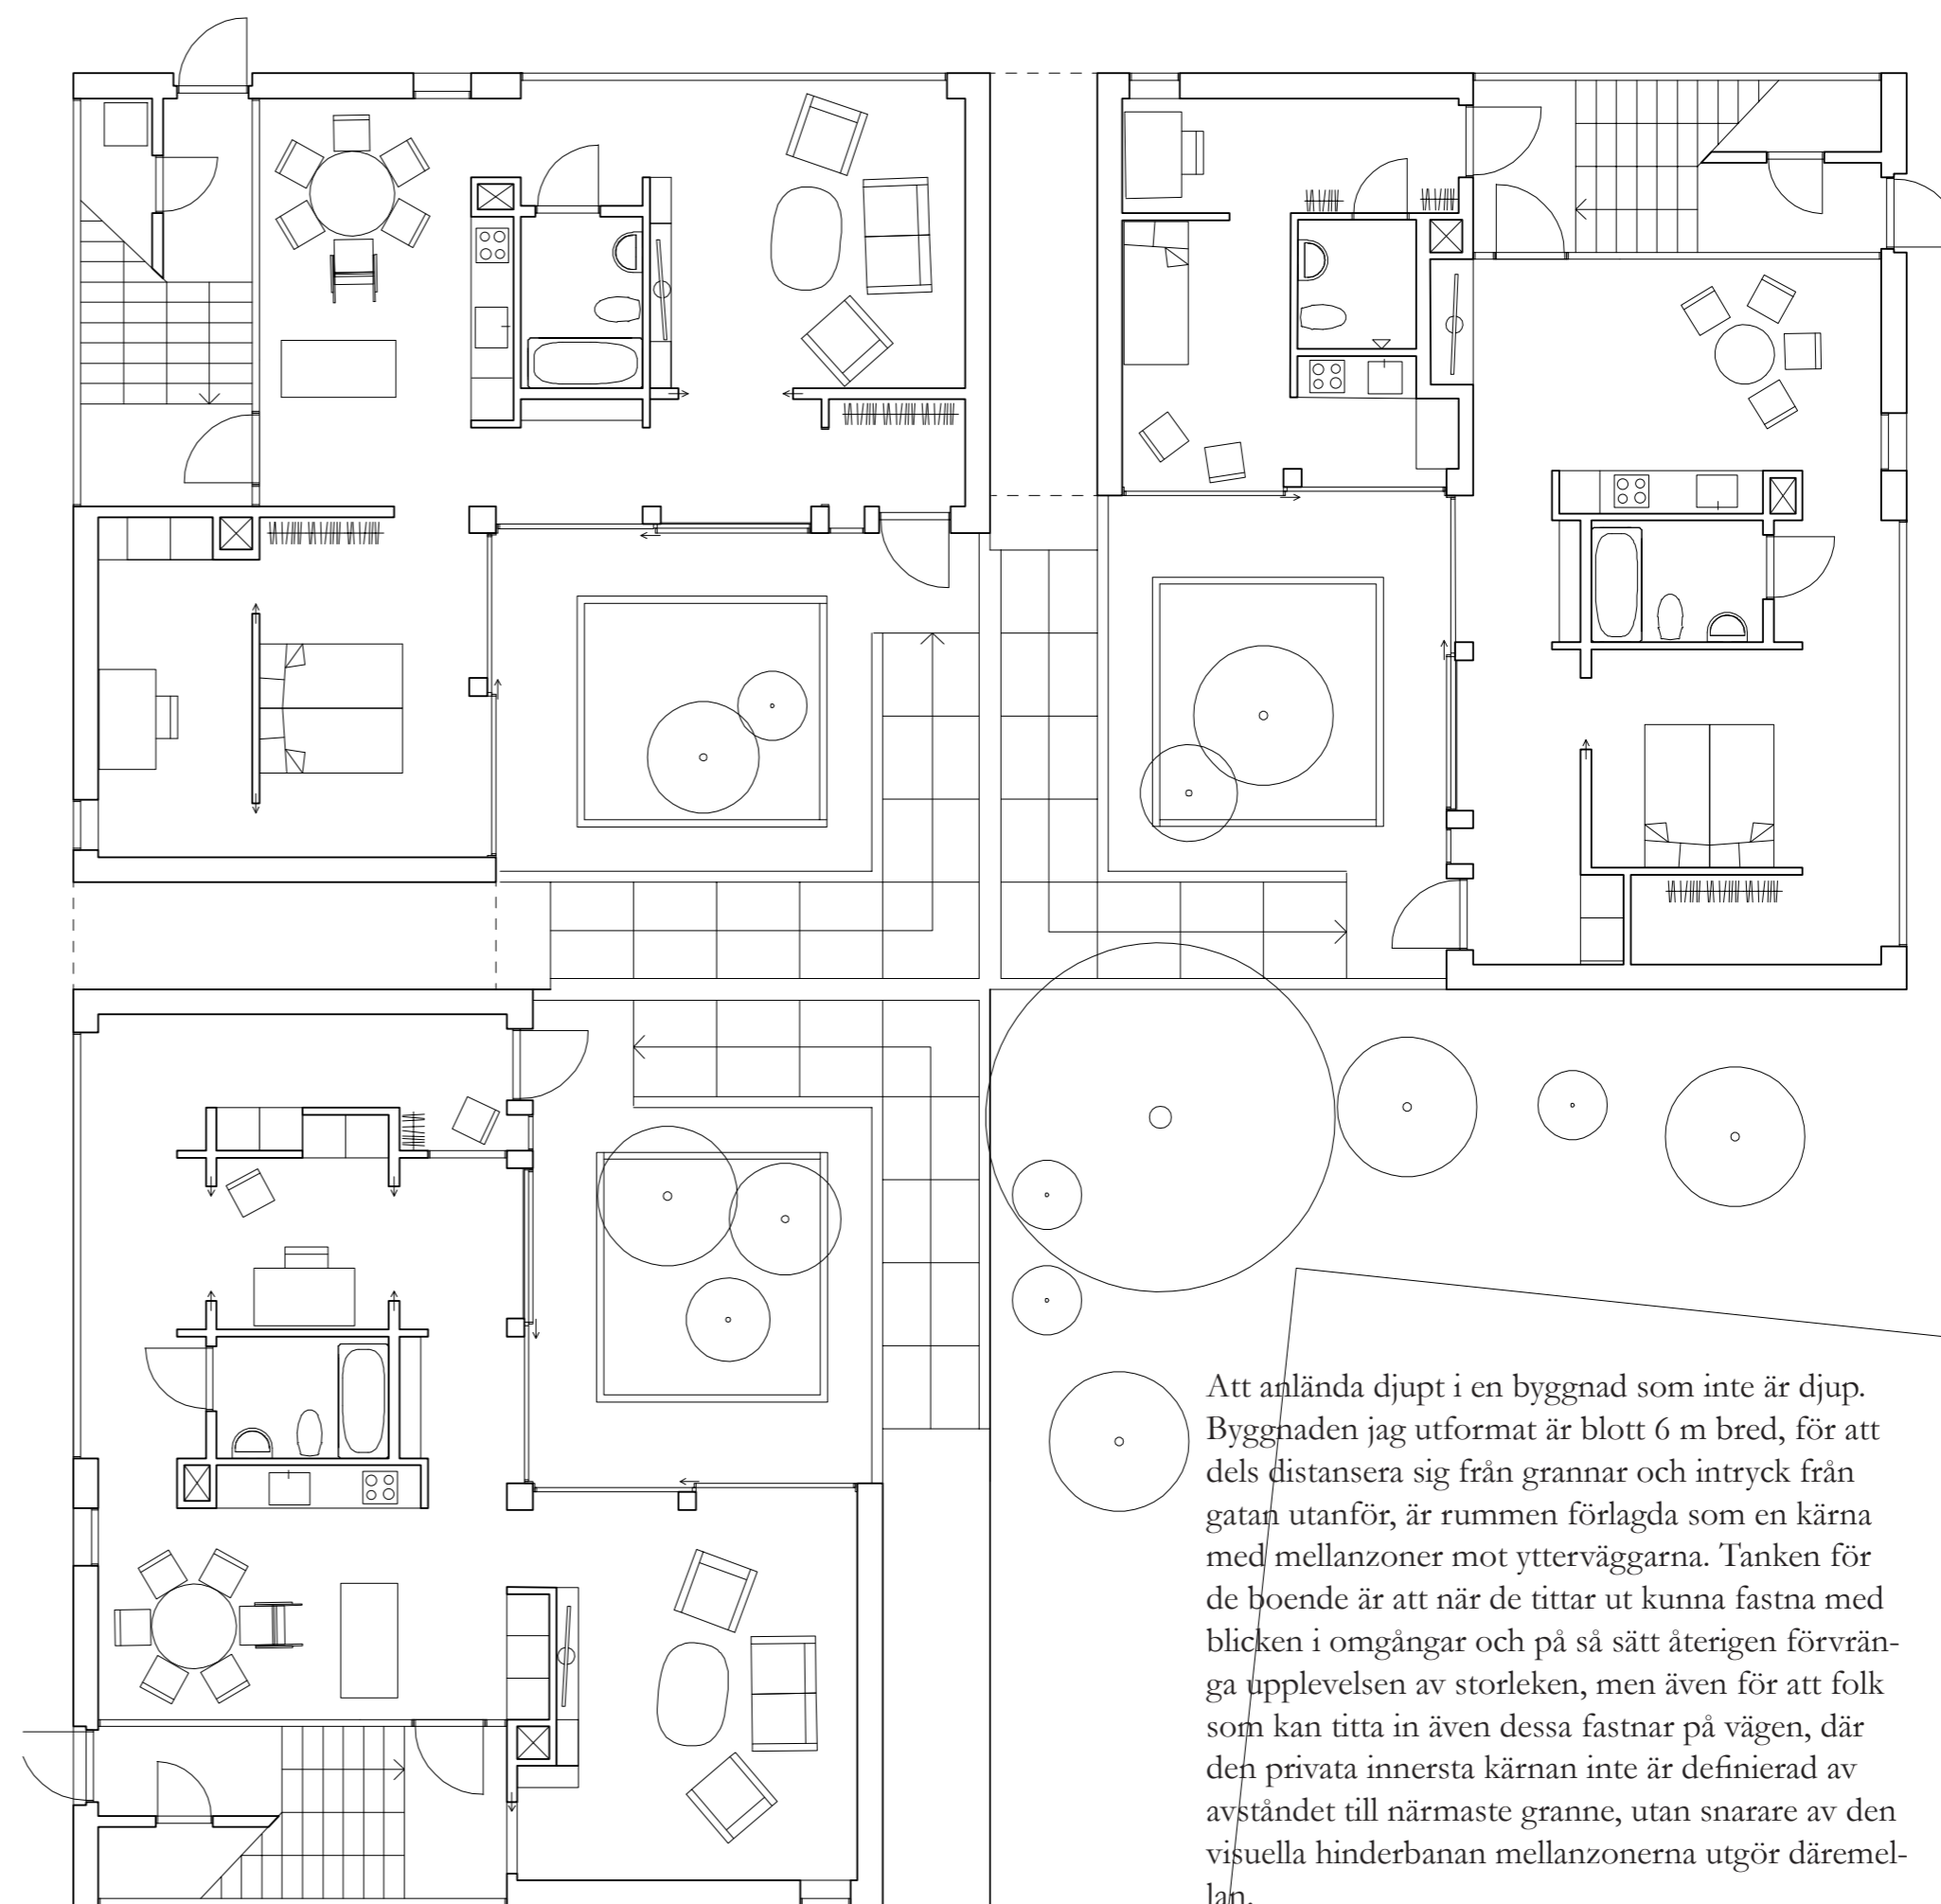 Att anlända djupt i en byggnad som inte är djup.
Byggnaden jag utformat är blott 6 m bred, för att
dels distansera sig från grannar och intryck från
gatan utanför, är rummen förlagda som en kärna
med mellanzoner mot ytterväggarna. Tanken för
de boende är att när de tittar ut kunna fastna med
blicken i omgångar och på så sätt återigen förvrän-
ga upplevelsen av storleken, men även för att folk
som kan titta in även dessa fastnar på vägen, där
den privata innersta kärnan inte är definierad av
avståndet till närmaste granne, utan snarare av den
visuella hinderbanan mellanzonerna utgör däremel-
lan.